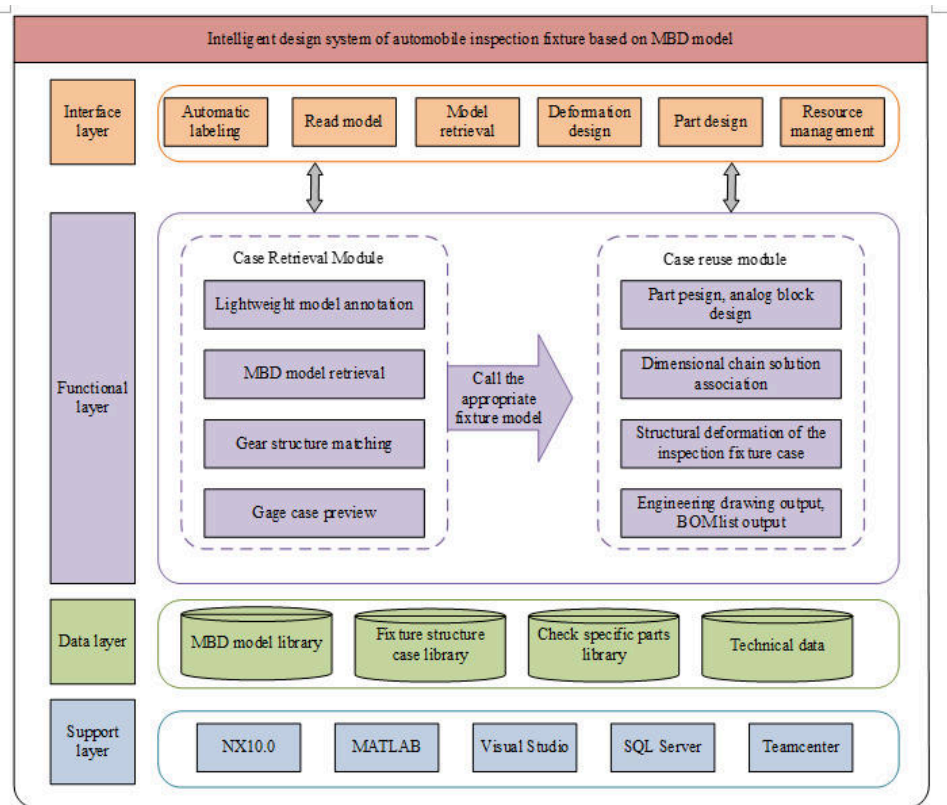 Intelligent design system of automobile inspection fixture based on MBD model
Interface
layer
Automatic
labeling
Read model
Model
retrieval
Deformation
design
Part design
Resource
management
Functional
layer
Case Retrieval Module
Lightweight model annotation
MBD model retrieval
Gear structure matching
Gage case preview
Call the
appropriate
fixture model
Case reuse module
Part pesign, analog block
design
Dimensional chain solution
association
Structural deformation of the
inspection fixture case
Engineering drawing output,
BOM list output
Data layer
MBD model library
Fixture structure
case library
Check specific parts
library
Technical data
Support
layer
NX10.0
MATLAB
Visual Studio
SQL Server
Teamcenter